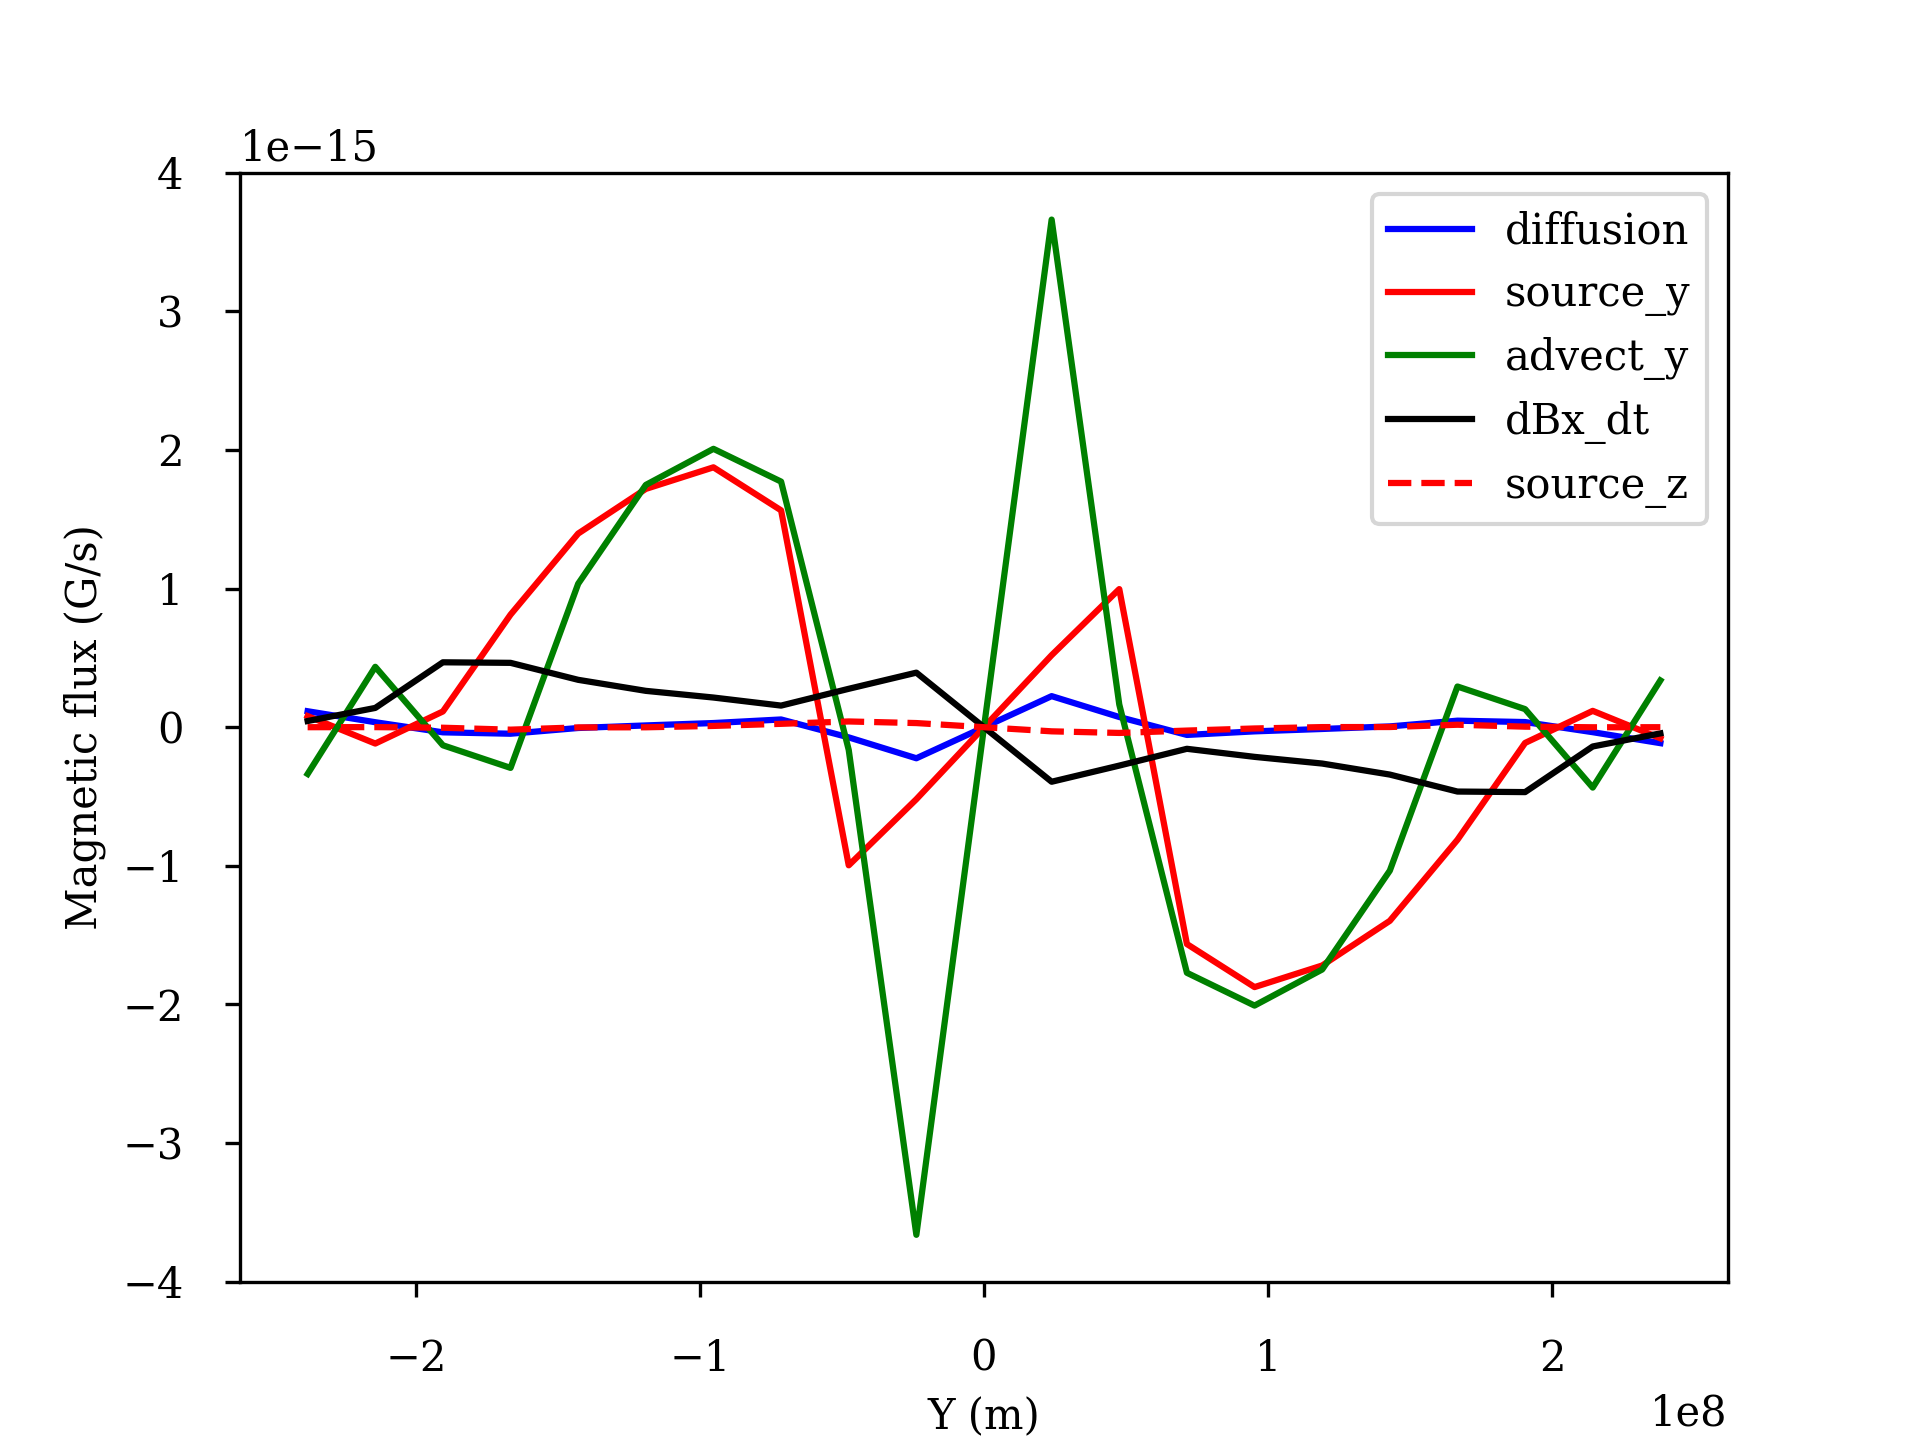 1e−15
4
3
2
1
0
−1
−2
−3
−4
Magnetic flux (G/s)
diffusion
source_y
advect_y
dBx_dt
source_z
−2 −1 0 1 2
Y (m)
1e8